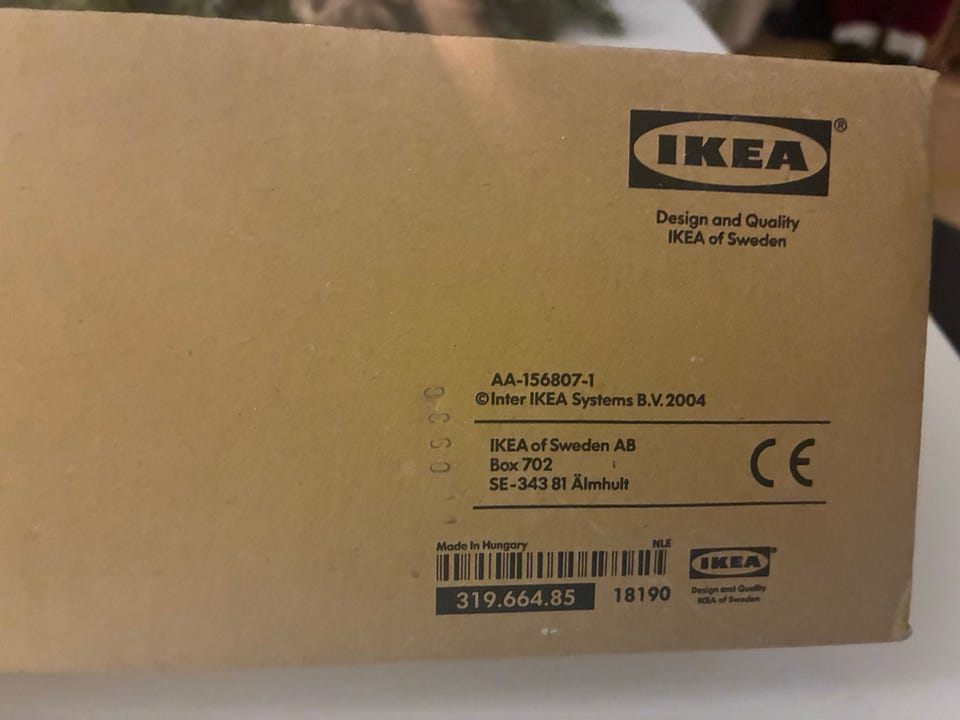 IKEA®
Design and Quality
IKEA of Sweden
AA-156807-1
© Inter IKEA Systems B.V. 2004
IKEA of Sweden AB
Box 702
SE-343 81 Älmhult
CE
Made in Hungary NLE
319.664.85 18190
IKEA®
Design and Quality
IKEA of Sweden